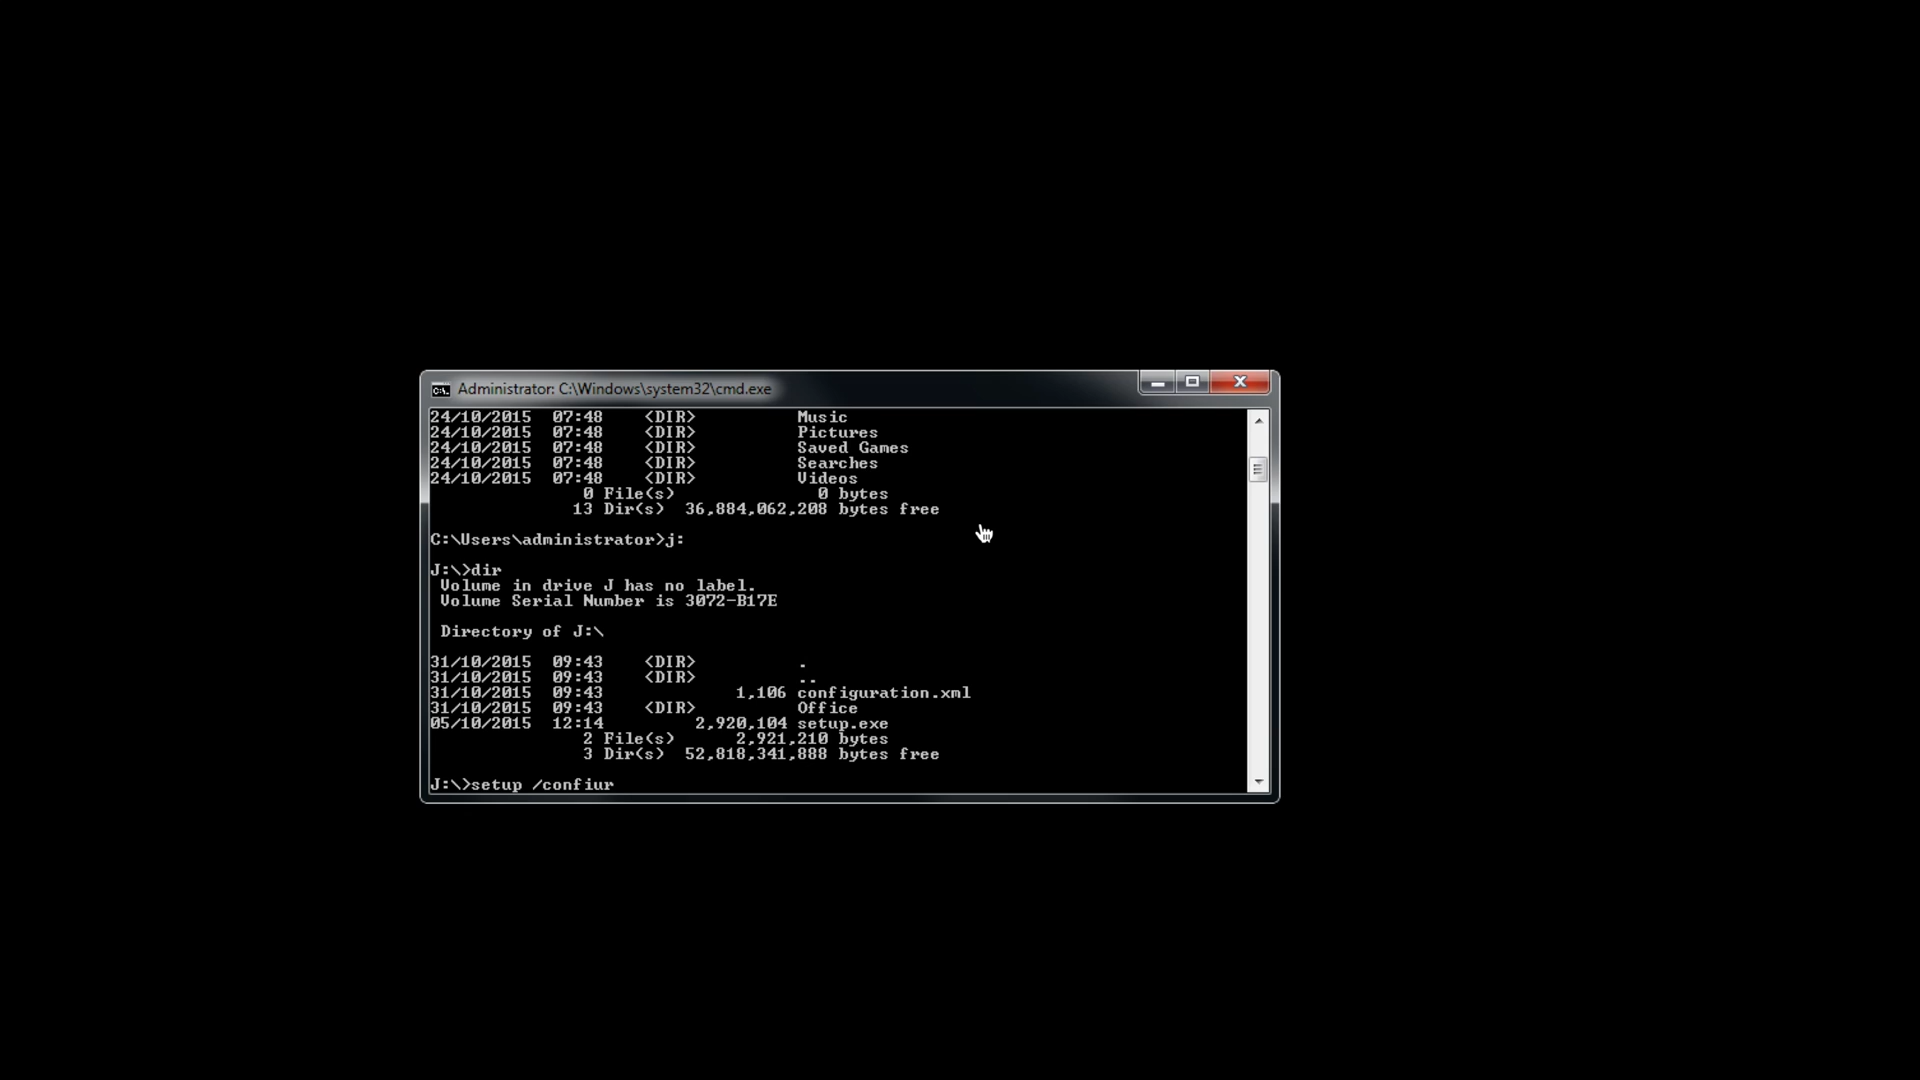 Administrator: C:\Windows\system32\cmd.exe
24/10/2015  07:48    <DIR>          Music
24/10/2015  07:48    <DIR>          Pictures
24/10/2015  07:48    <DIR>          Saved Games
24/10/2015  07:48    <DIR>          Searches
24/10/2015  07:48    <DIR>          Videos
               0 File(s)              0 bytes
              13 Dir(s)  36,884,062,208 bytes free
C:\Users\administrator>j:
J:\>dir
 Volume in drive J has no label.
 Volume Serial Number is 3072-B17E
 Directory of J:\
31/10/2015  09:43    <DIR>          .
31/10/2015  09:43    <DIR>          ..
31/10/2015  09:43             1,106 configuration.xml
31/10/2015  09:43    <DIR>          Office
05/10/2015  12:14         2,920,104 setup.exe
               2 File(s)      2,921,210 bytes
               3 Dir(s)  52,818,341,888 bytes free
J:\>setup /confiur